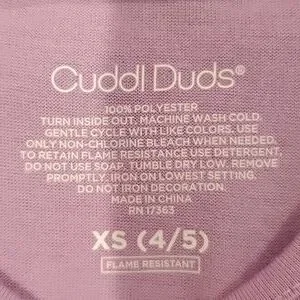 Cuddl Duds®
100% POLYESTER
TURN INSIDE OUT. MACHINE WASH COLD.
GENTLE CYCLE WITH LIKE COLORS. USE
ONLY NON-CHLORINE BLEACH WHEN NEEDED.
TO RETAIN FLAME RESISTANCE USE DETERGENT.
DO NOT USE SOAP. TUMBLE DRY LOW. REMOVE
PROMPTLY. IRON ON LOWEST SETTING.
DO NOT IRON DECORATION.
MADE IN CHINA
RN 17363
XS (4/5)
FLAME RESISTANT